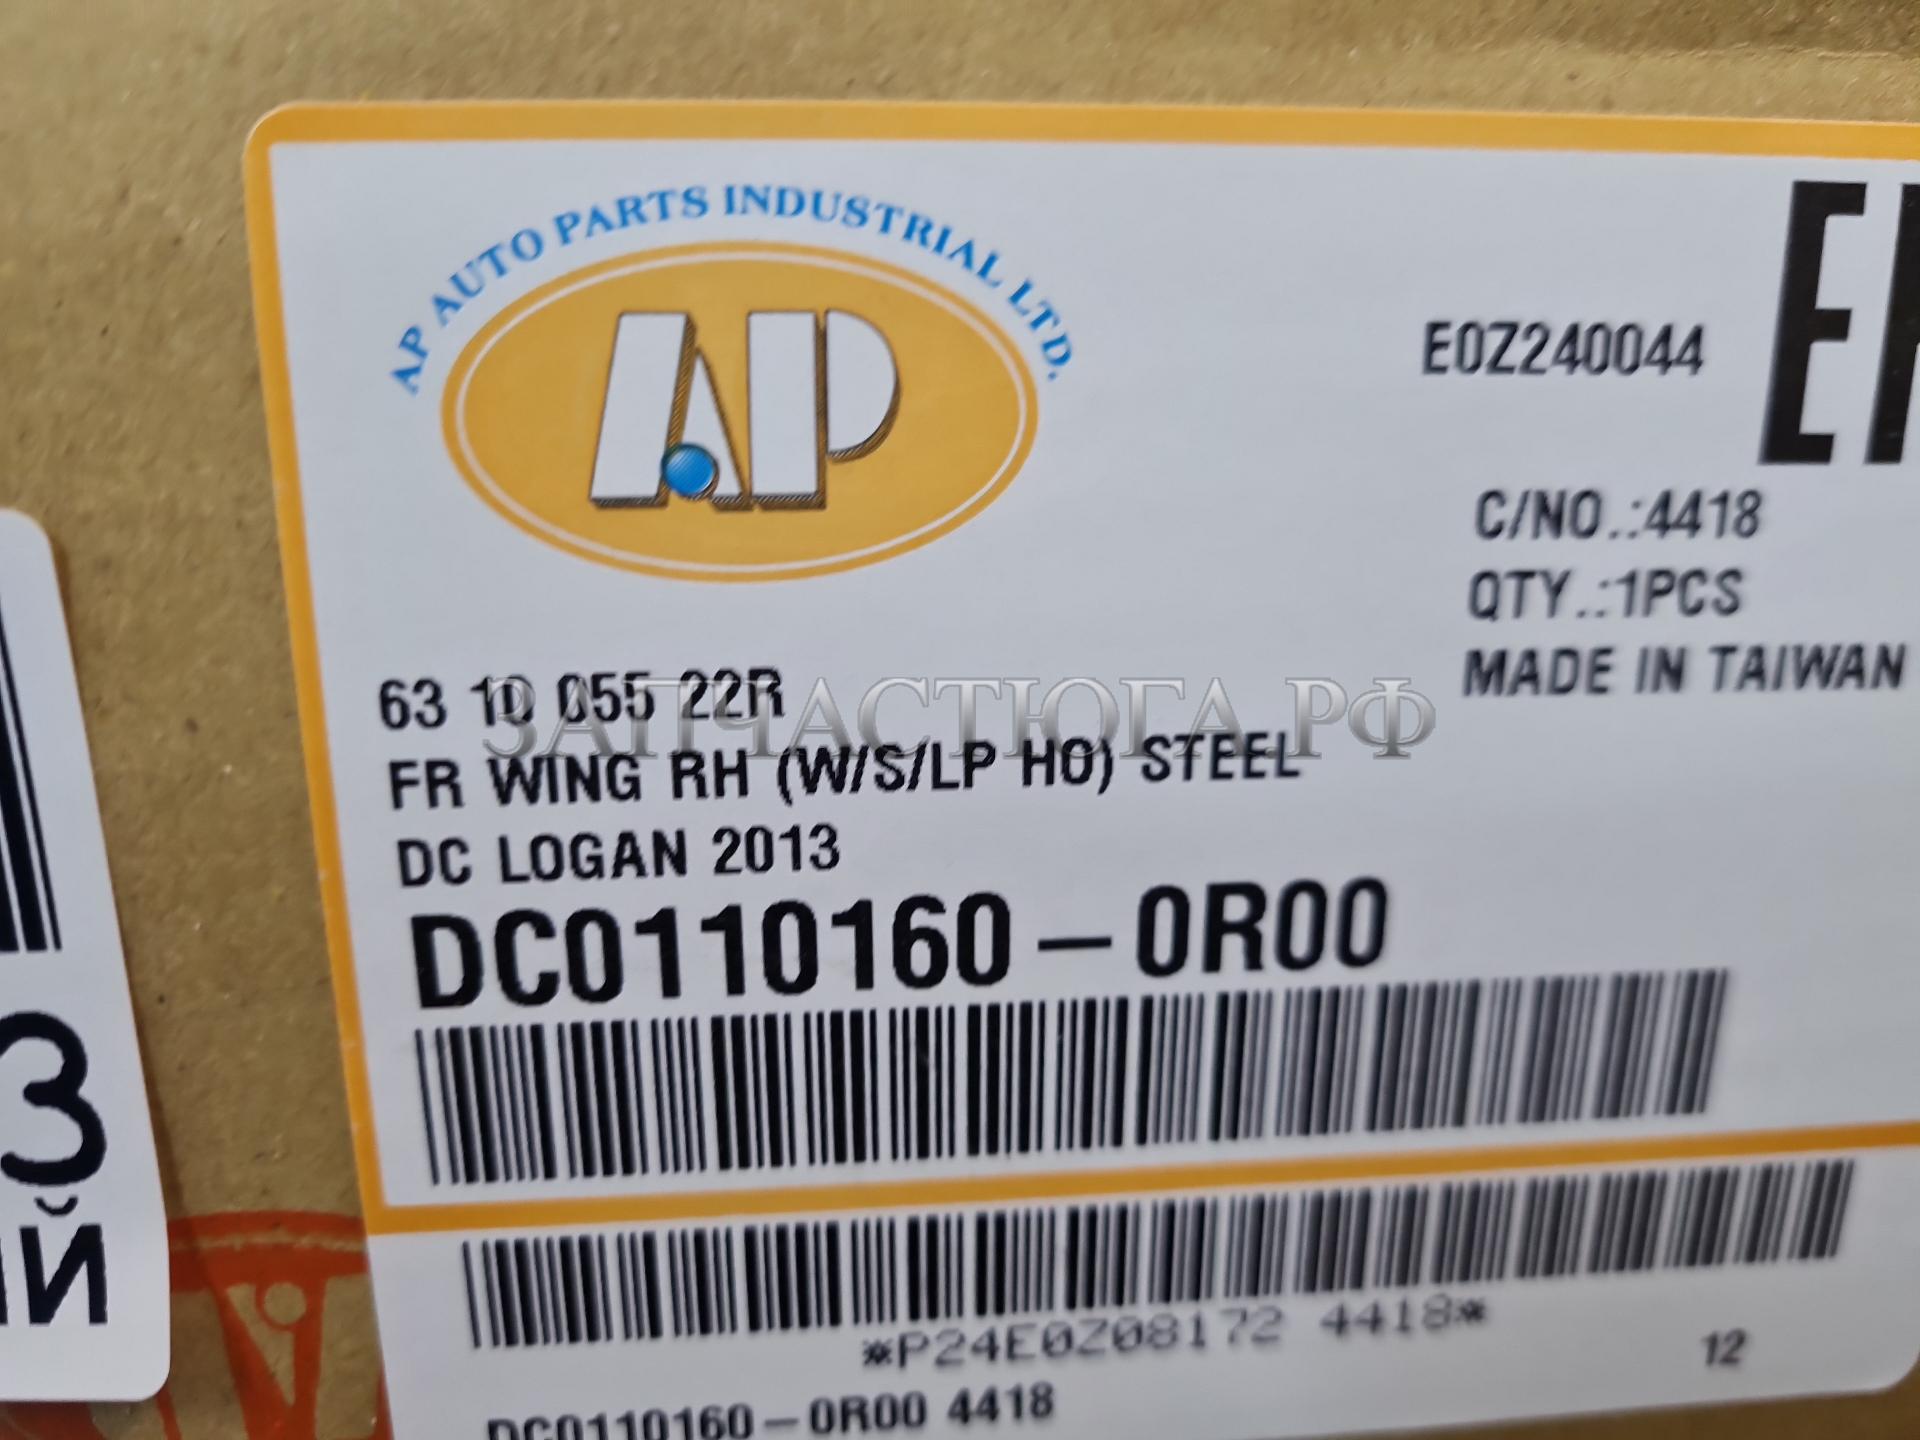 AP AUTO PARTS INDUSTRIAL LTD.
AP
E0Z240044
C/NO.:4418
QTY.:1PCS
MADE IN TAIWAN
63 10 055 22R
ЗАПЧАСТЮГА.РФ
FR WING RH (W/S/LP HO) STEEL
DC LOGAN 2013
DC0110160-0R00
*P24E0Z08172 4418*
12
DC0110160-0R00 4418